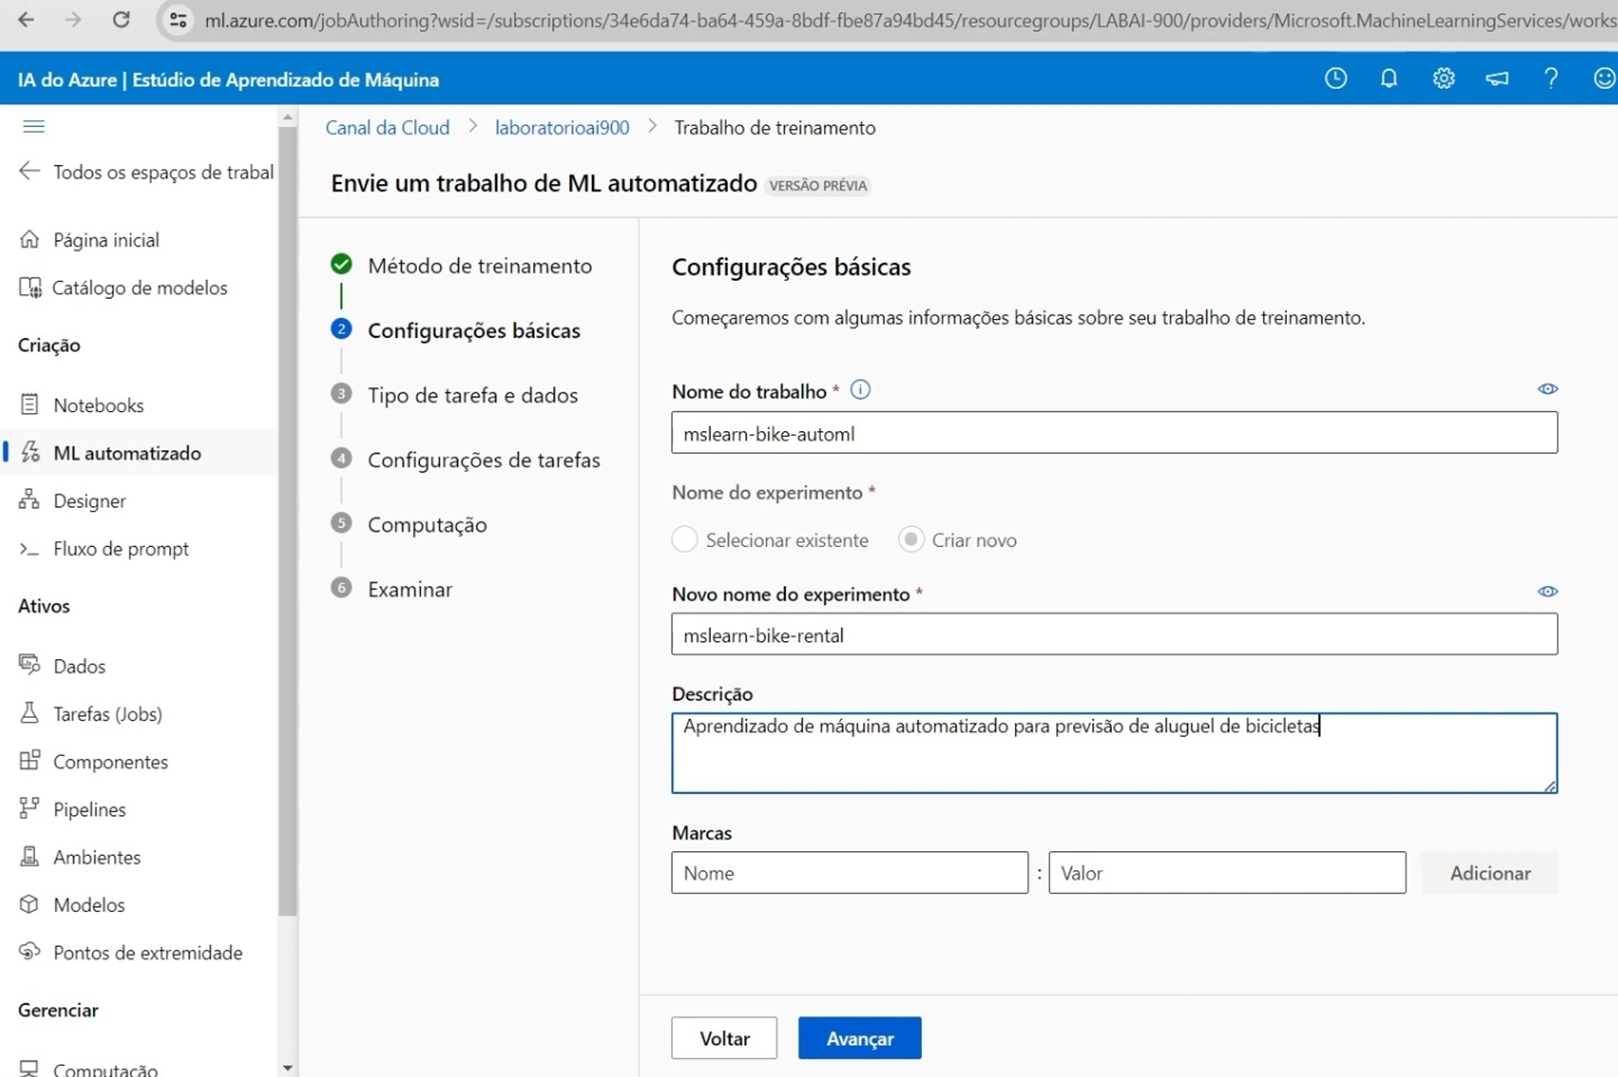 ml.azure.com/jobAuthoring?wsid=/subscriptions/34e6da74-ba64-459a-8bdf-fbe87a94bd45/resourcegroups/LABAI-900/providers/Microsoft.MachineLearningServices/works
IA do Azure | Estúdio de Aprendizado de Máquina
Todos os espaços de trabal
Página inicial
Catálogo de modelos
Criação
Notebooks
ML automatizado
Designer
Fluxo de prompt
Ativos
Dados
Tarefas (Jobs)
Componentes
Pipelines
Ambientes
Modelos
Pontos de extremidade
Gerenciar
Computação
Canal da Cloud > laboratorioai900 > Trabalho de treinamento
Envie um trabalho de ML automatizado VERSÃO PRÉVIA
Método de treinamento
2 Configurações básicas
3 Tipo de tarefa e dados
4 Configurações de tarefas
5 Computação
6 Examinar
Configurações básicas
Começaremos com algumas informações básicas sobre seu trabalho de treinamento.
Nome do trabalho *
mslearn-bike-automl
Nome do experimento *
Selecionar existente Criar novo
Novo nome do experimento *
mslearn-bike-rental
Descrição
Aprendizado de máquina automatizado para previsão de aluguel de bicicletas
Marcas
Nome : Valor Adicionar
Voltar Avançar